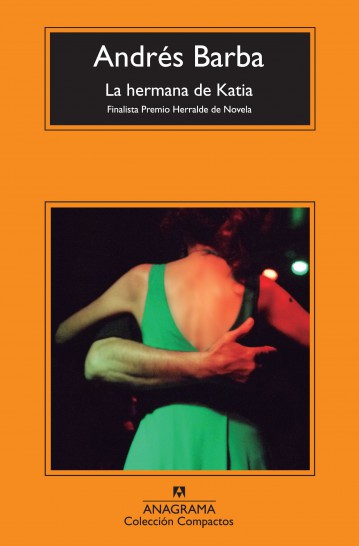 Andrés Barba
La hermana de Katia
Finalista Premio Herralde de Novela
ANAGRAMA
Colección Compactos